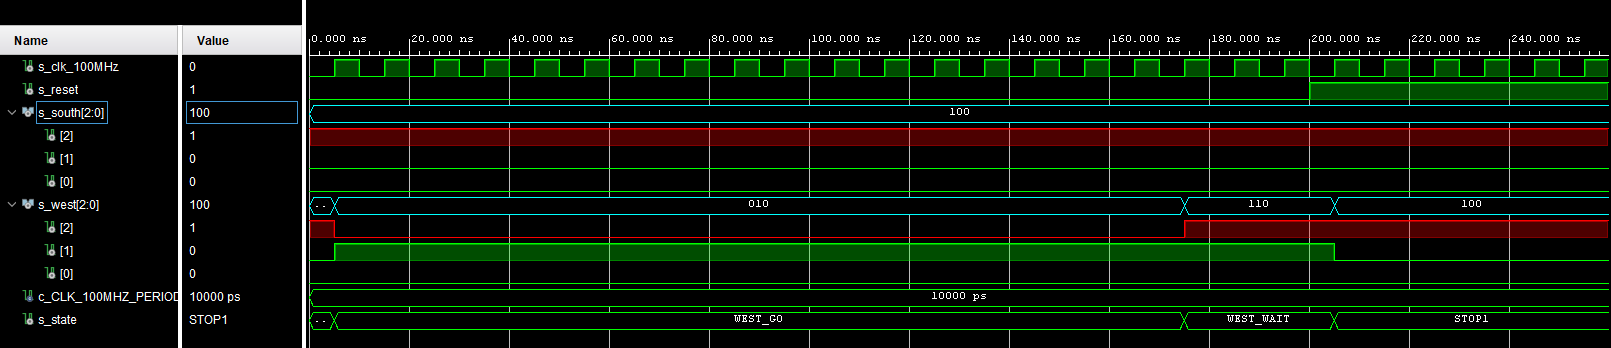 Name Value 0.000 ns 20.000 ns 40.000 ns 60.000 ns 80.000 ns 100.000 ns 120.000 ns 140.000 ns 160.000 ns 180.000 ns 200.000 ns 220.000 ns 240.000 ns
s_clk_100MHz 0
s_reset 1
s_south[2:0] 100 100
[2] 1
[1] 0
[0] 0
s_west[2:0] 100 .. 010 110 100
[2] 1
[1] 0
[0] 0
c_CLK_100MHZ_PERIOD 10000 ps 10000 ps
s_state STOP1 .. WEST_GO WEST_WAIT STOP1